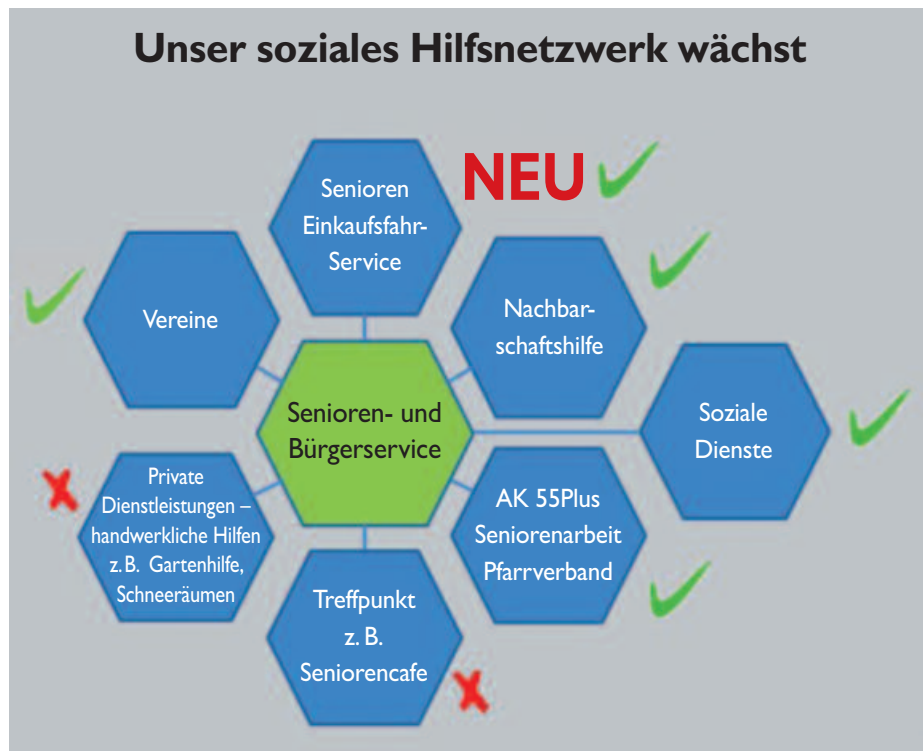 Unser soziales Hilfsnetzwerk wächst
Senioren
Einkaufsfahr-
Service
NEU
Vereine
Nachbar-
schaftshilfe
Senioren- und
Bürgerservice
Soziale
Dienste
Private
Dienstleistungen –
handwerkliche Hilfen
z. B. Gartenhilfe,
Schneeräumen
AK 55Plus
Seniorenarbeit
Pfarrverband
Treffpunkt
z. B.
Seniorencafe